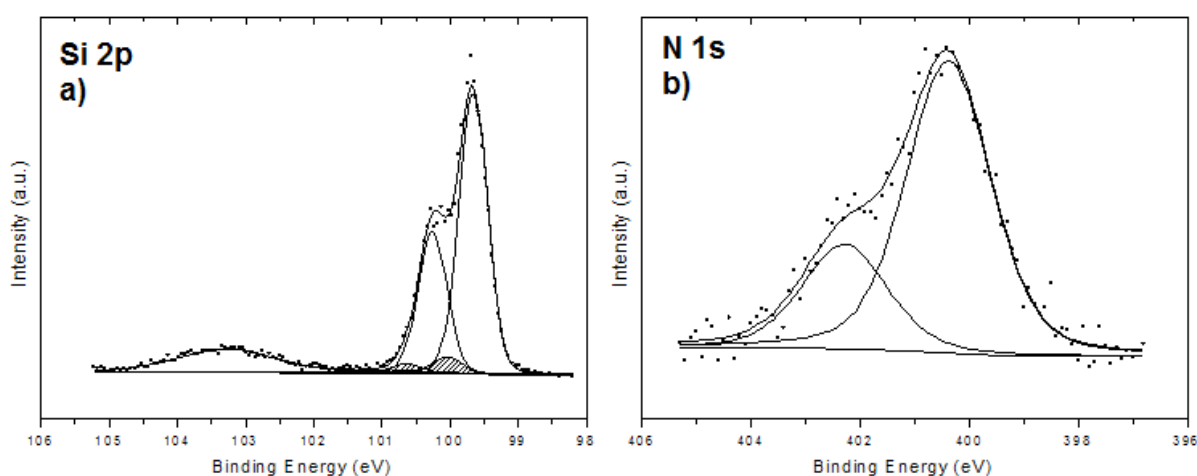 Si 2p
a)
Intensity (a.u.)
106 105 104 103 102 101 100 99 98
Binding Energy (eV)
N 1s
b)
Intensity (a.u.)
406 404 402 400 398 396
Binding Energy (eV)